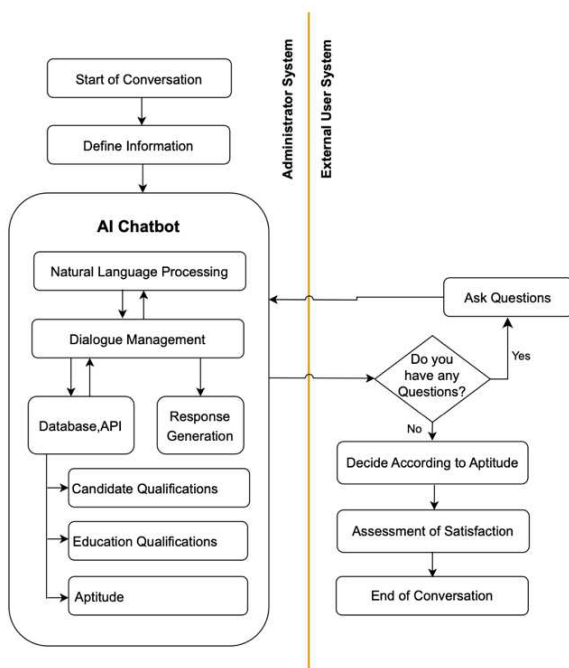 Start of Conversation
Define Information
Administrator System
External User System
AI Chatbot
Natural Language Processing
Dialogue Management
Database,API
Response
Generation
Candidate Qualifications
Education Qualifications
Aptitude
Ask Questions
Yes
Do you
have any
Questions?
No
Decide According to Aptitude
Assessment of Satisfaction
End of Conversation